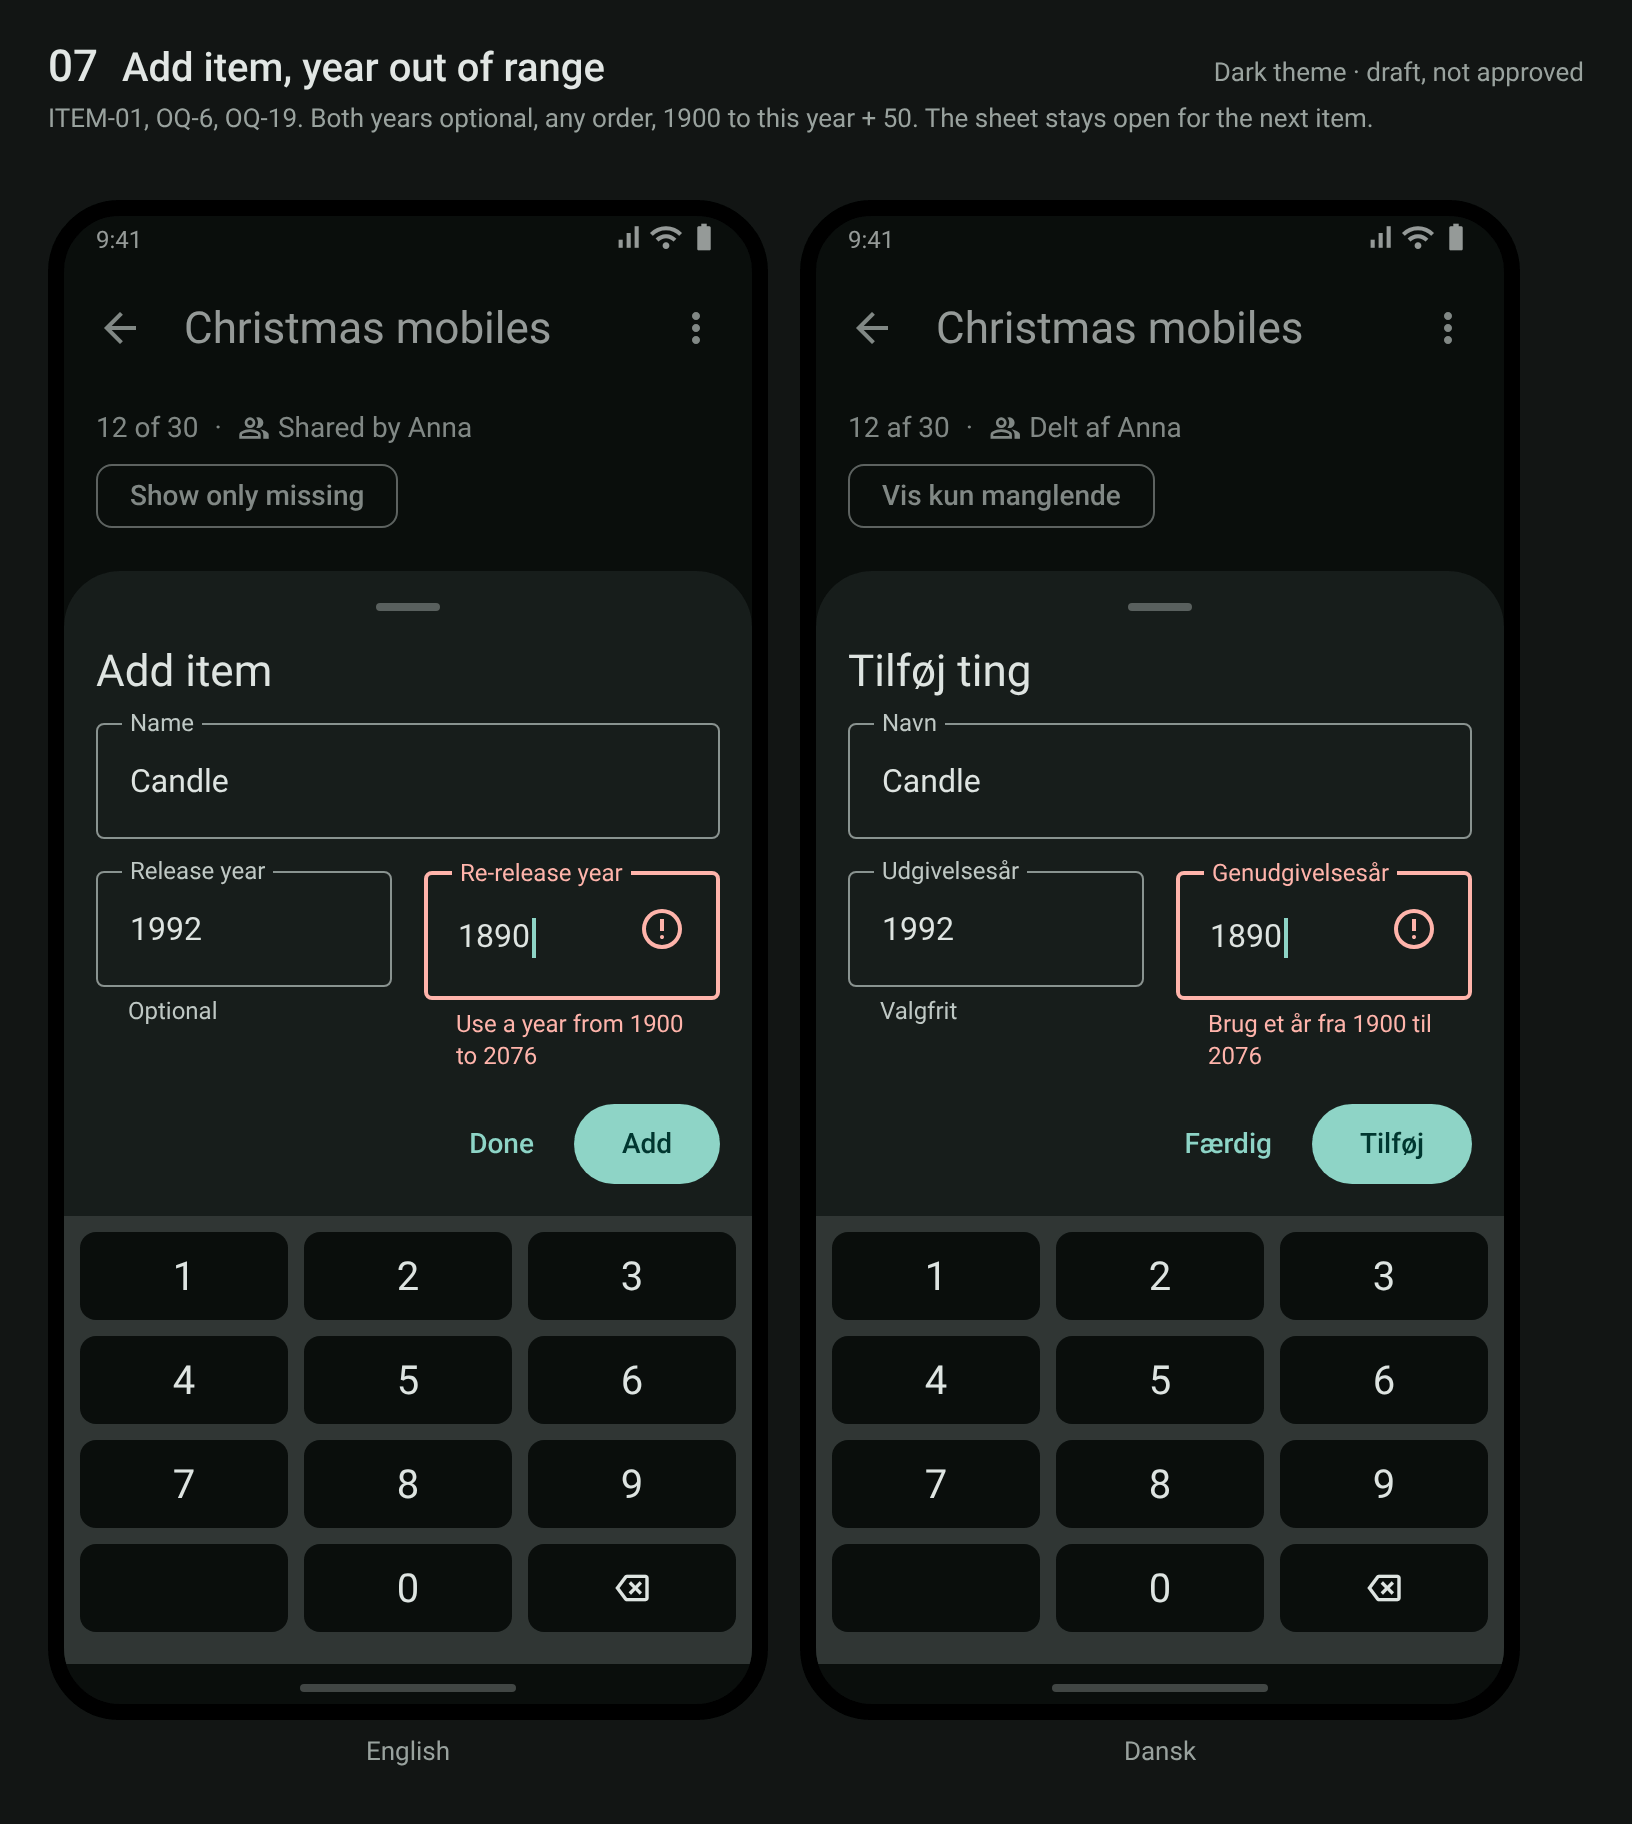 07 Add item, year out of range
Dark theme · draft, not approved
ITEM-01, OQ-6, OQ-19. Both years optional, any order, 1900 to this year + 50. The sheet stays open for the next item.
9:41
Christmas mobiles
12 of 30 · Shared by Anna
Show only missing
Add item
Name
Candle
Release year
1992
Optional
Re-release year
1890
Use a year from 1900
to 2076
Done
Add
1 2 3
4 5 6
7 8 9
0
English
9:41
Christmas mobiles
12 af 30 · Delt af Anna
Vis kun manglende
Tilføj ting
Navn
Candle
Udgivelsesår
1992
Valgfrit
Genudgivelsesår
1890
Brug et år fra 1900 til
2076
Færdig
Tilføj
1 2 3
4 5 6
7 8 9
0
Dansk